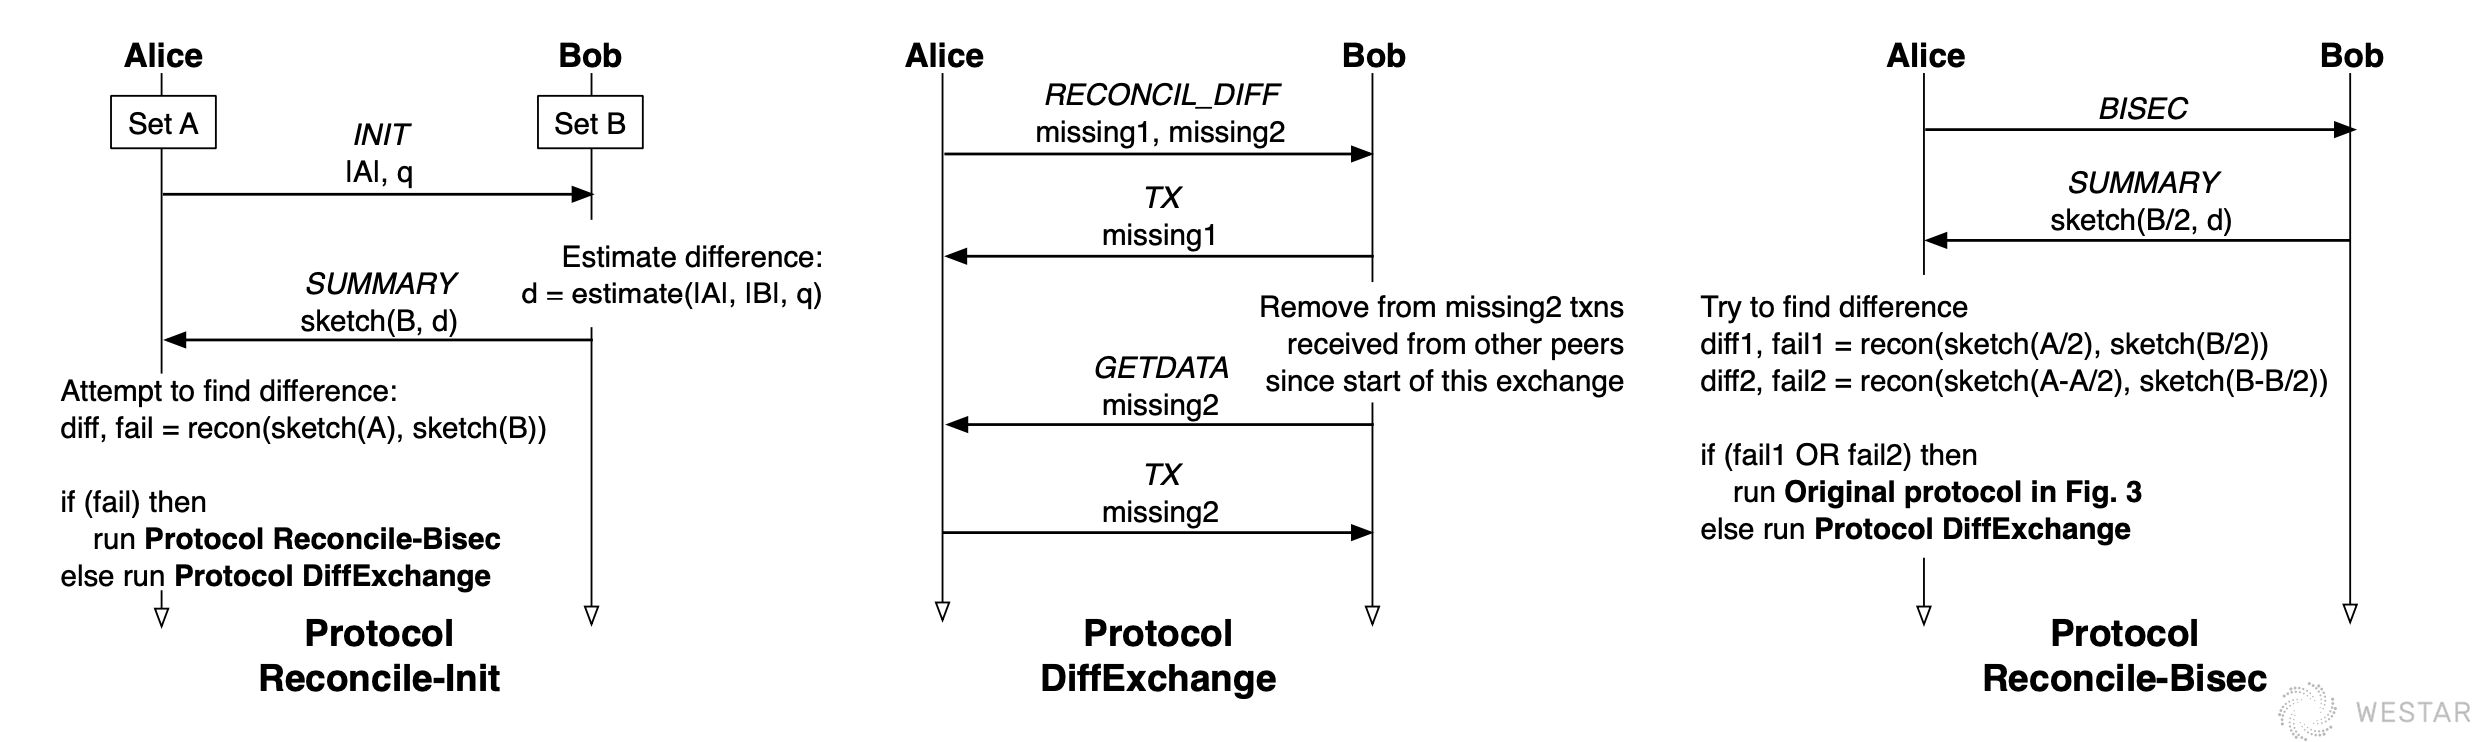 Alice
Bob
Set A
Set B
INIT
|A|, q
Estimate difference:
d = estimate(|A|, |B|, q)
SUMMARY
sketch(B, d)
Attempt to find difference:
diff, fail = recon(sketch(A), sketch(B))
if (fail) then
run Protocol Reconcile-Bisec
else run Protocol DiffExchange
Protocol
Reconcile-Init
Alice
Bob
RECONCIL_DIFF
missing1, missing2
TX
missing1
Remove from missing2 txns
received from other peers
since start of this exchange
GETDATA
missing2
TX
missing2
Protocol
DiffExchange
Alice
Bob
BISEC
SUMMARY
sketch(B/2, d)
Try to find difference
diff1, fail1 = recon(sketch(A/2), sketch(B/2))
diff2, fail2 = recon(sketch(A-A/2), sketch(B-B/2))
if (fail1 OR fail2) then
run Original protocol in Fig. 3
else run Protocol DiffExchange
Protocol
Reconcile-Bisec
WESTAR